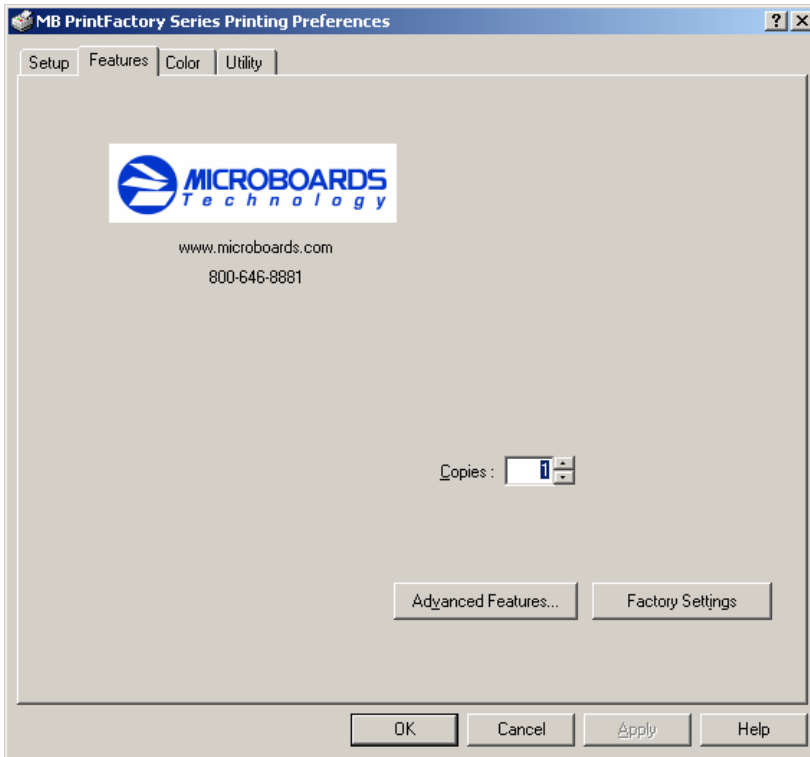 MB PrintFactory Series Printing Preferences
Setup Features Color Utility
MICROBOARDS
Technology
www.microboards.com
800-646-8881
Copies : 1
Advanced Features... Factory Settings
OK Cancel Apply Help